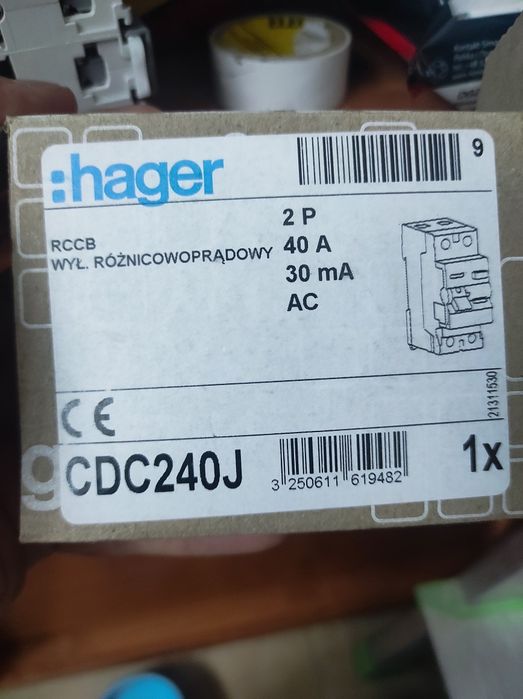 :hager
9
RCCB
WYŁ. RÓŻNICOWOPRĄDOWY
2 P
40 A
30 mA
AC
21311530
CE
CDC240J
3 250611 619482
1x